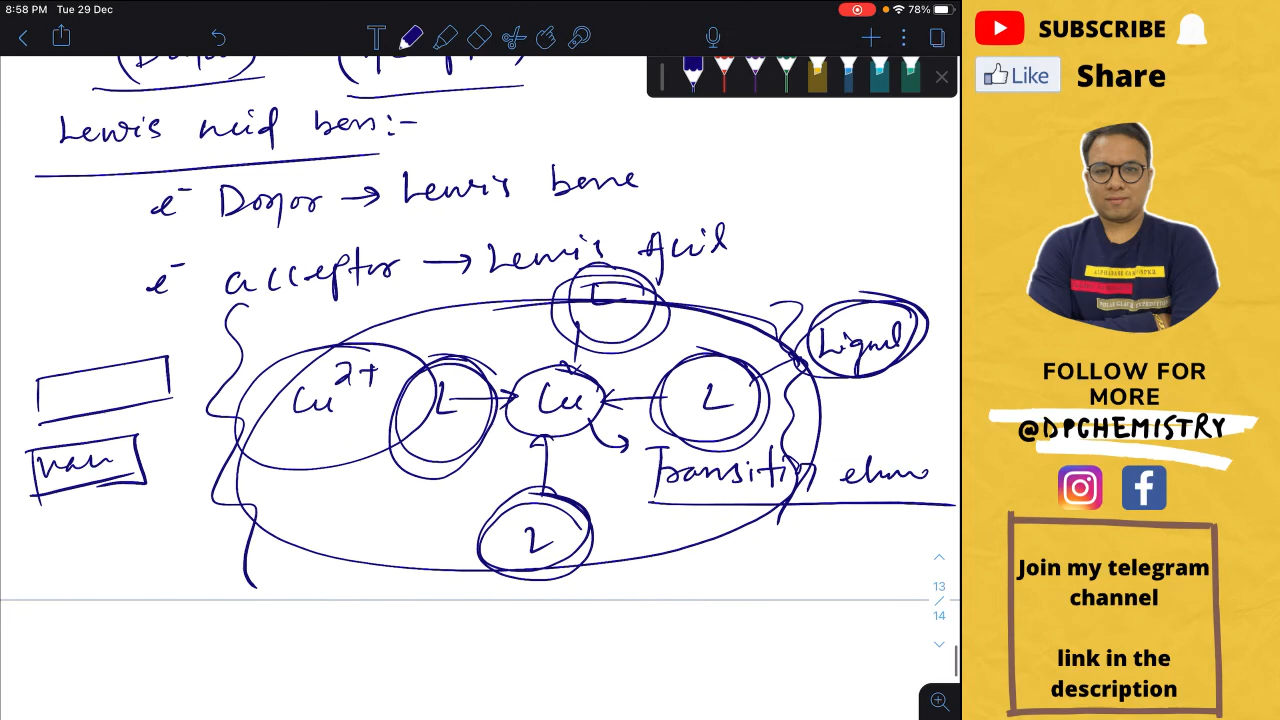 8:58 PM Tue 29 Dec
78%
(Donor)
Lewis acid base:-
e⁻ Donor → Lewis base
e⁻ acceptor → Lewis Acid
L
Ligand
Cu²⁺
L
Cu
L
Transition
L
13
/
14
SUBSCRIBE
Like
Share
FOLLOW FOR
MORE
@DPCHEMISTRY
Join my telegram
channel
link in the
description